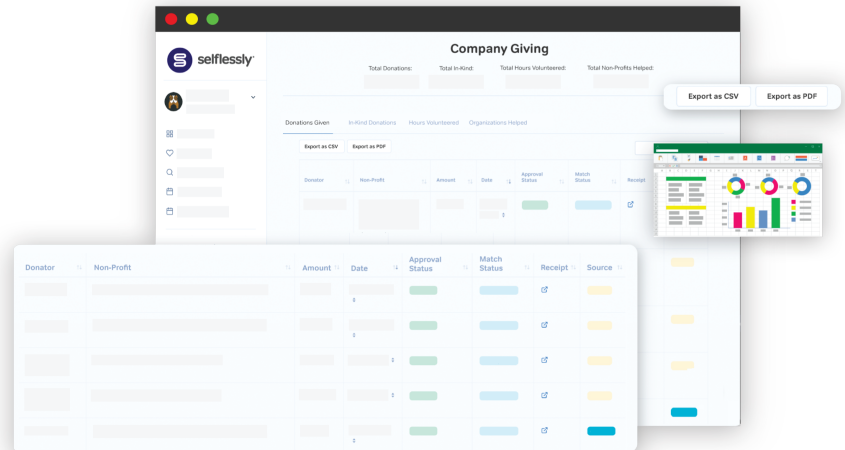 selflessly
Company Giving
Total Donations: Total In-Kind: Total Hours Volunteered: Total Non-Profits Helped:
Export as CSV Export as PDF
Donations Given In-Kind Donations Hours Volunteered Organizations Helped
Export as CSV Export as PDF
Donator Non-Profit Amount Date Approval Status Match Status Receipt
Donator Non-Profit Amount Date Approval Status Match Status Receipt Source